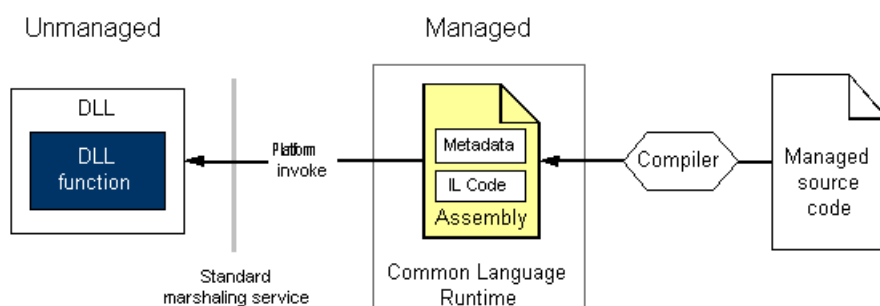 Unmanaged
Managed
DLL
DLL
function
Platform
invoke
Metadata
IL Code
Assembly
Compiler
Managed
source
code
Standard
marshaling service
Common Language
Runtime